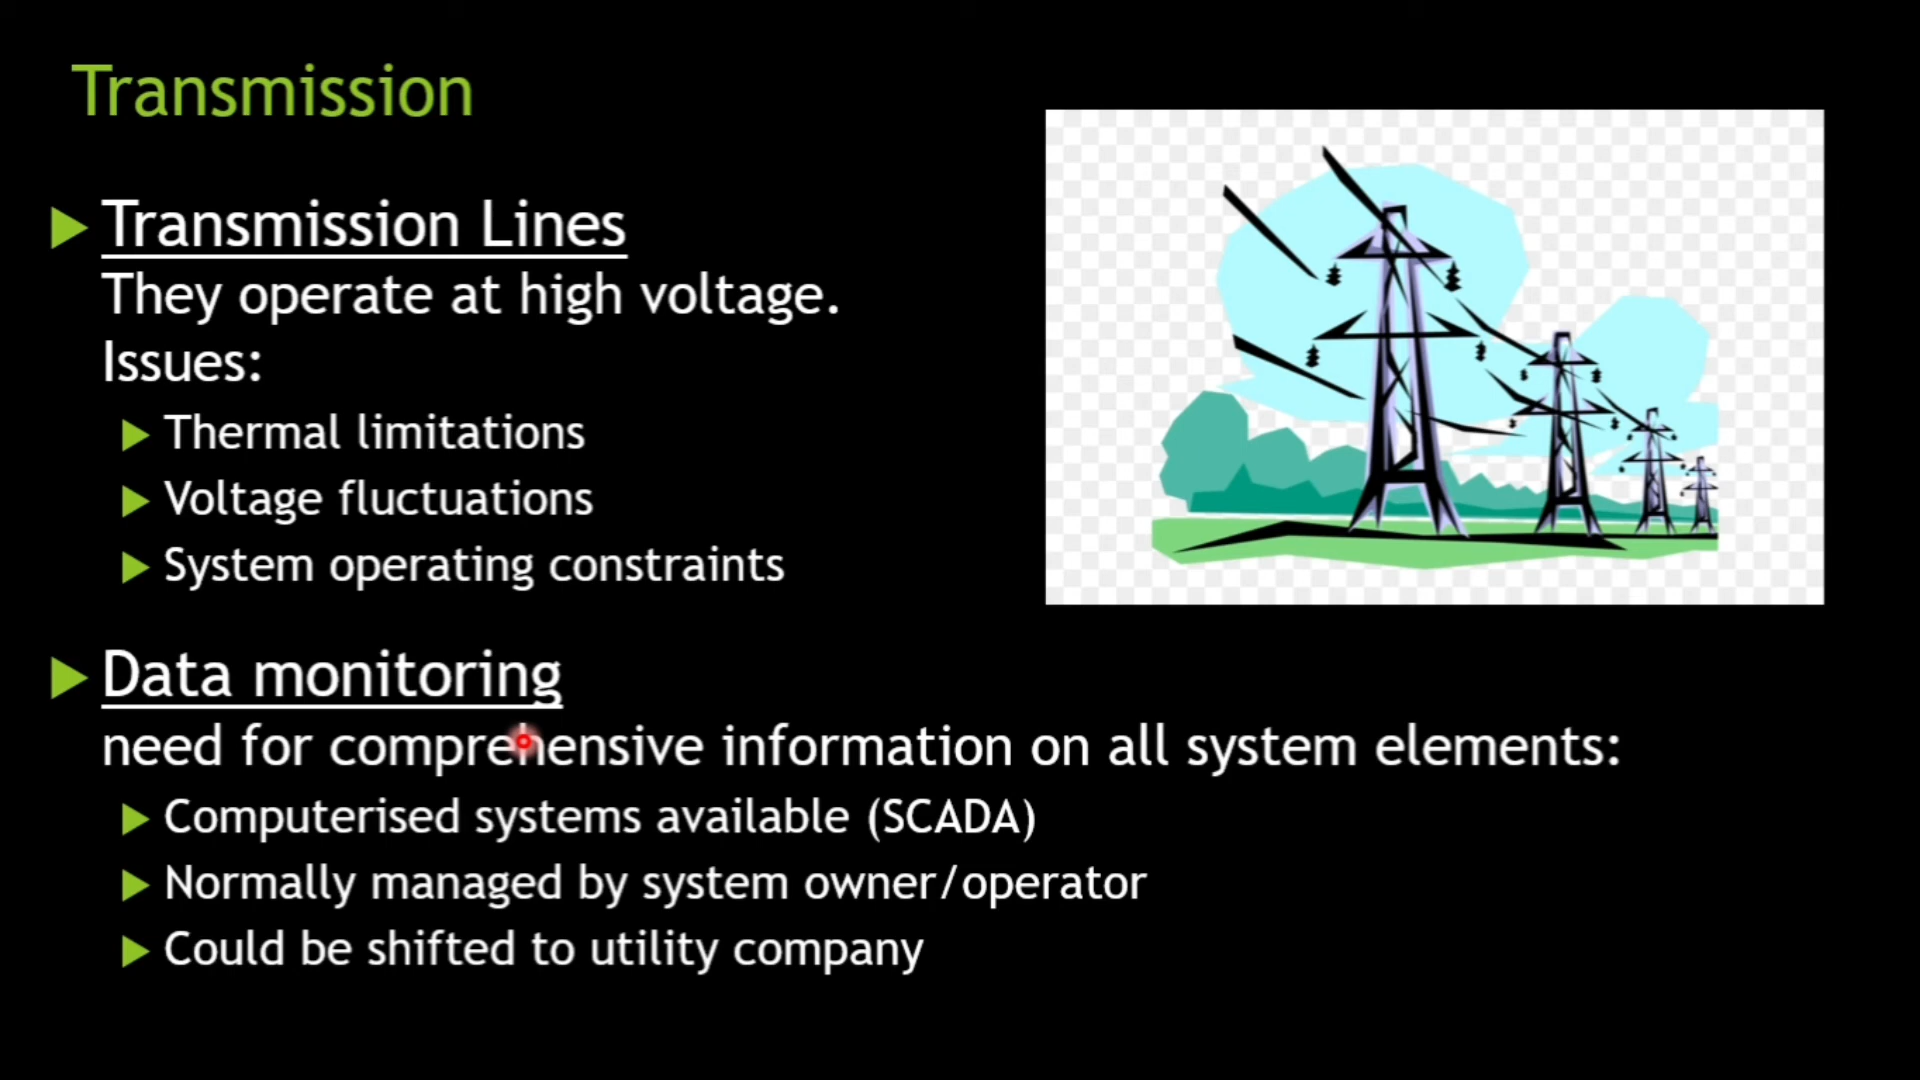 Transmission
Transmission Lines
They operate at high voltage.
Issues:
Thermal limitations
Voltage fluctuations
System operating constraints
Data monitoring
need for comprehensive information on all system elements:
Computerised systems available (SCADA)
Normally managed by system owner/operator
Could be shifted to utility company